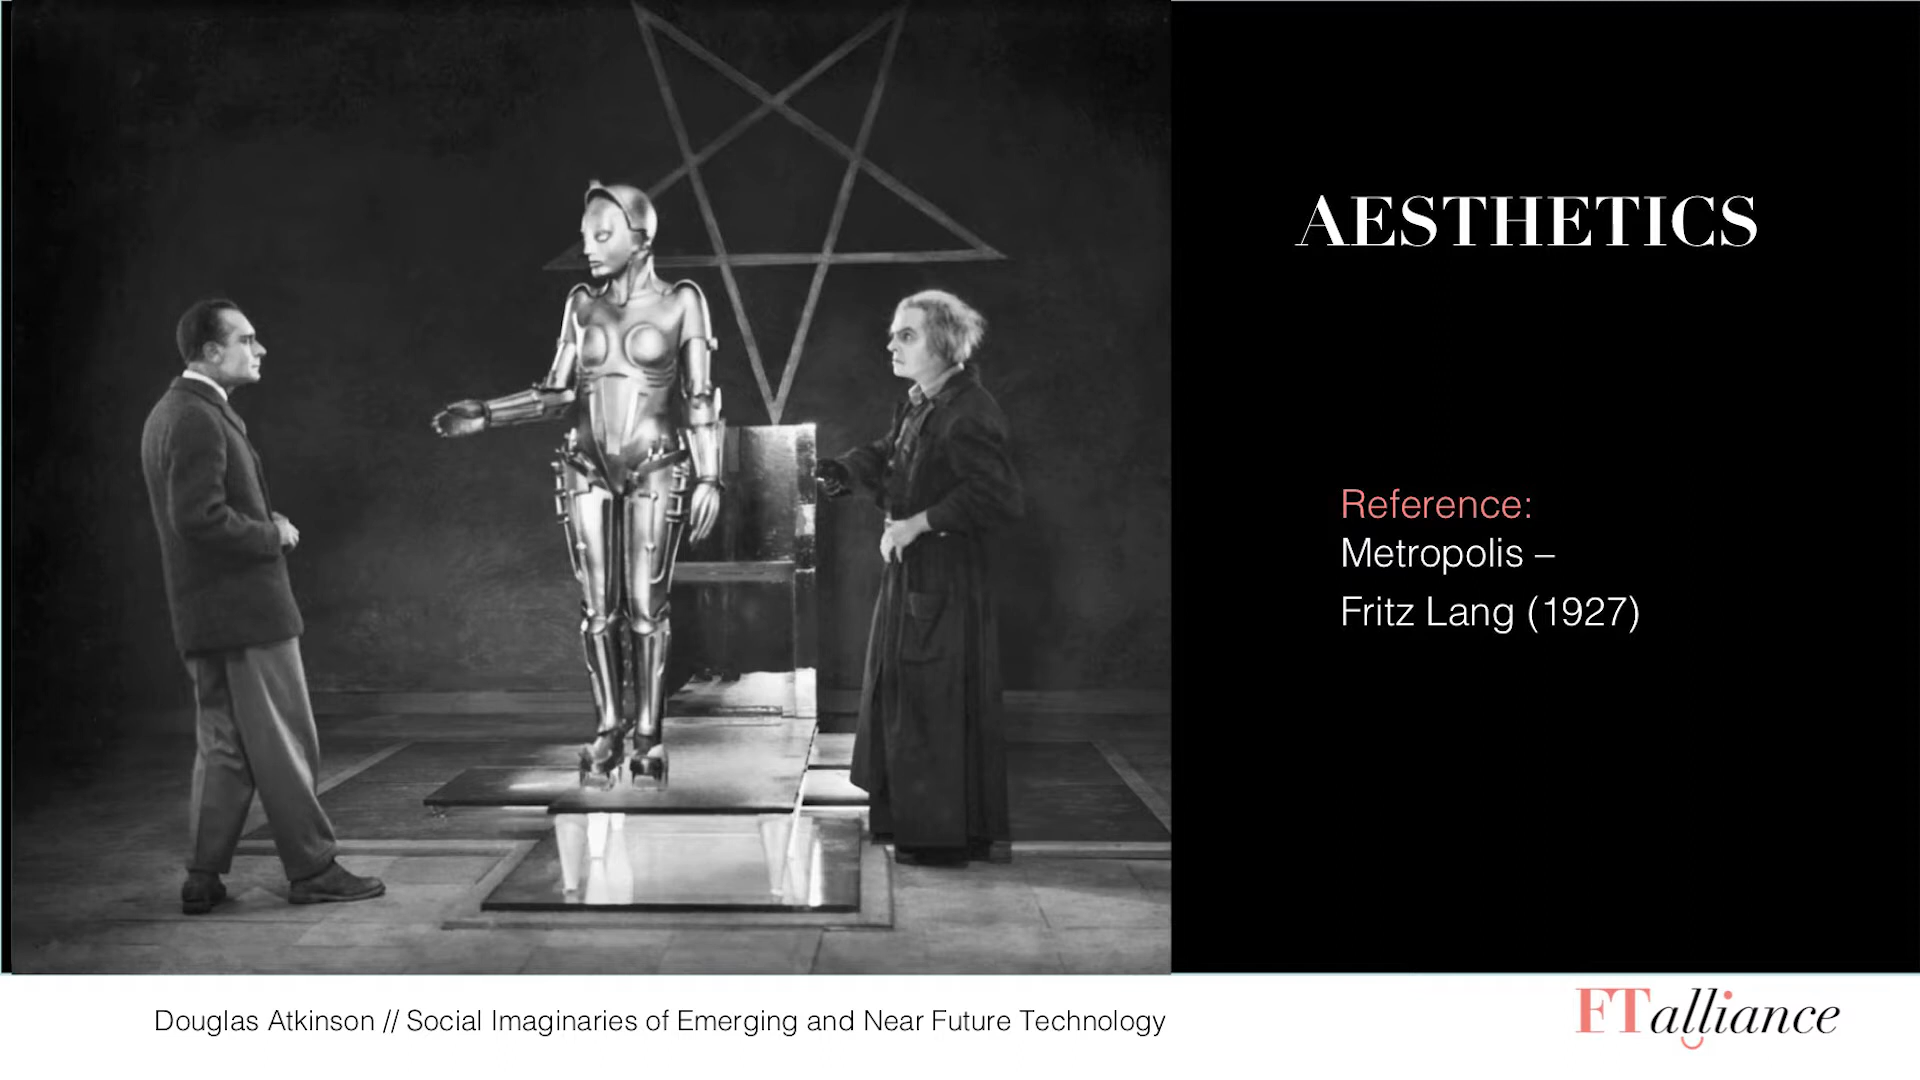 AESTHETICS
Reference:
Metropolis –
Fritz Lang (1927)
Douglas Atkinson // Social Imaginaries of Emerging and Near Future Technology
FTalliance